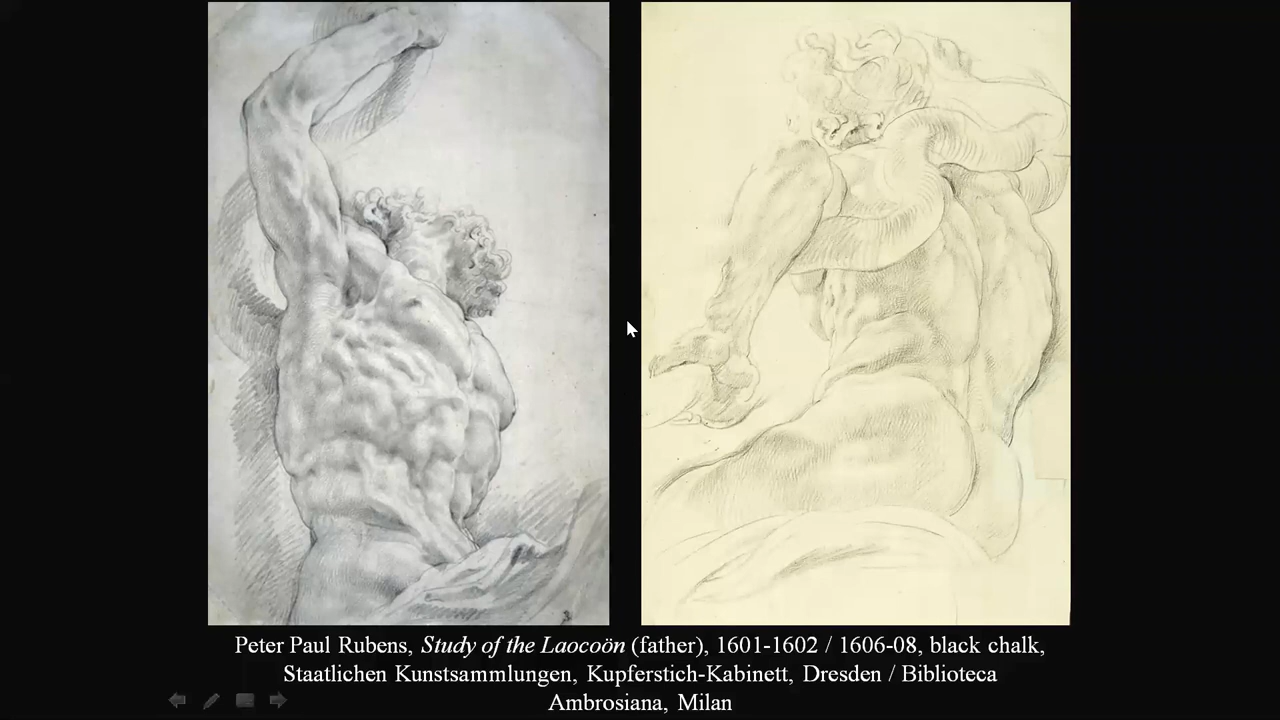 Peter Paul Rubens, Study of the Laocoön (father), 1601-1602 / 1606-08, black chalk,
Staatlichen Kunstsammlungen, Kupferstich-Kabinett, Dresden / Biblioteca
Ambrosiana, Milan